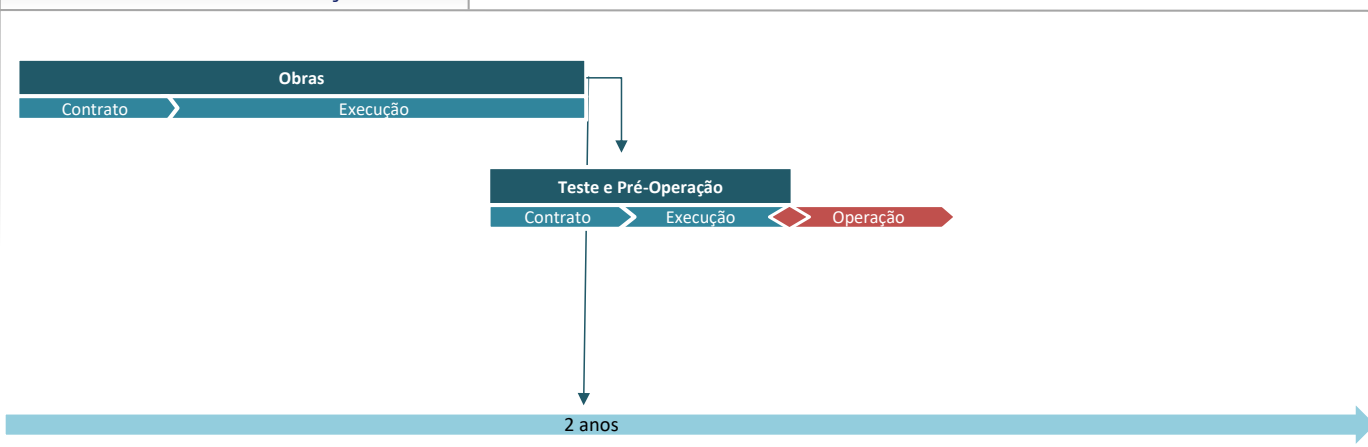 Obras
Contrato
Execução
Teste e Pré-Operação
Contrato
Execução
Operação
2 anos